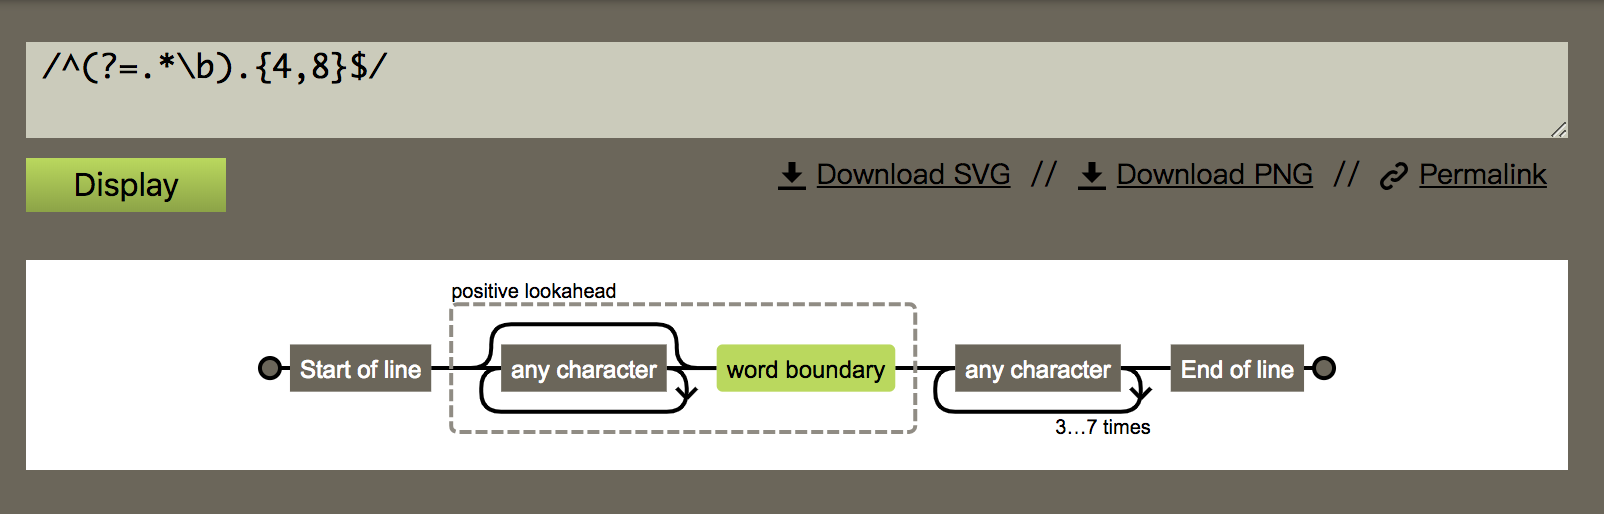 /^(?=.*\b).{4,8}$/
Display
Download SVG // Download PNG // Permalink
positive lookahead
Start of line any character word boundary any character End of line
3...7 times